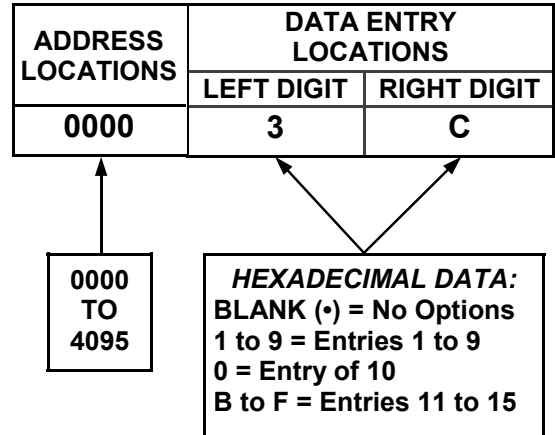 ADDRESS
LOCATIONS
DATA ENTRY
LOCATIONS
LEFT DIGIT
RIGHT DIGIT
0000
3
C
0000
TO
4095
HEXADECIMAL DATA:
BLANK (•) = No Options
1 to 9 = Entries 1 to 9
0 = Entry of 10
B to F = Entries 11 to 15